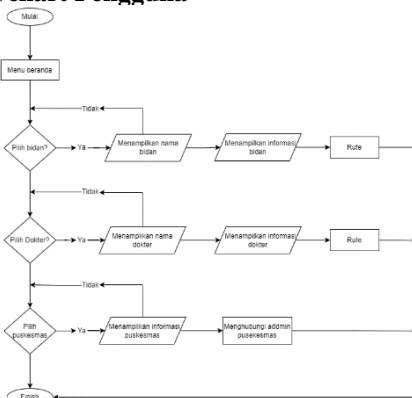 Mulai
Menu beranda
Tidak
Pilih bidan?
Ya
Menampilkan nama
bidan
Menampilkan informasi
bidan
Rute
Tidak
Pilih Dokter?
Ya
Menampilkan nama
dokter
Menampilkan informasi
dokter
Rute
Tidak
Pilih
puskesmas
Ya
Menampilkan informasi
puskesmas
Menghubungi addmin
pusekesmas
Finish